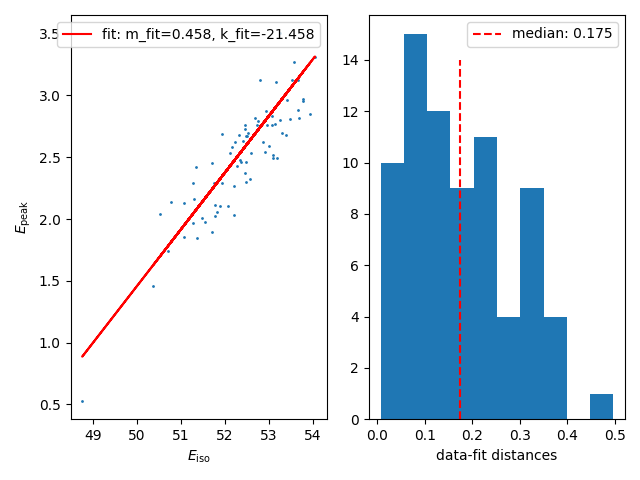 fit: m_fit=0.458, k_fit=-21.458
3.5
3.0
2.5
2.0
1.5
1.0
0.5
E_peak
49 50 51 52 53 54
E_iso
median: 0.175
14
12
10
8
6
4
2
0
0.0 0.1 0.2 0.3 0.4 0.5
data-fit distances